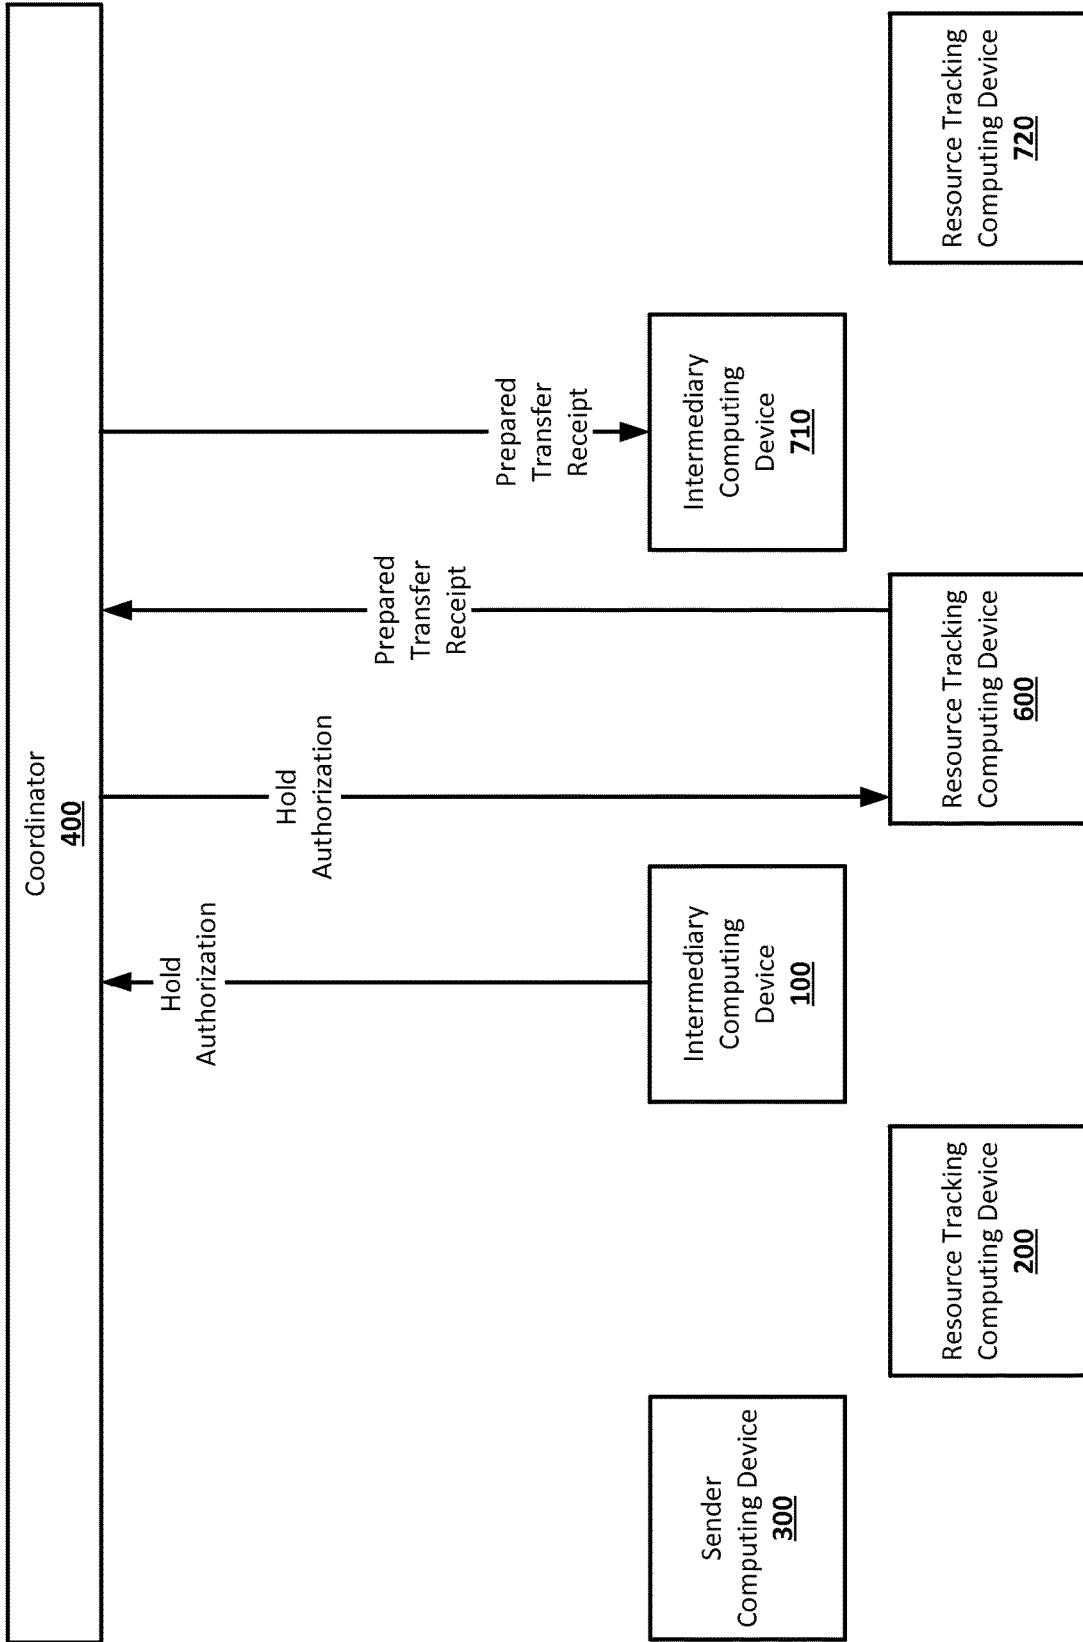 Coordinator
400
Hold
Authorization
Hold
Authorization
Prepared
Transfer
Receipt
Prepared
Transfer
Receipt
Sender
Computing Device
300
Intermediary
Computing
Device
100
Intermediary
Computing
Device
710
Resource Tracking
Computing Device
200
Resource Tracking
Computing Device
600
Resource Tracking
Computing Device
720